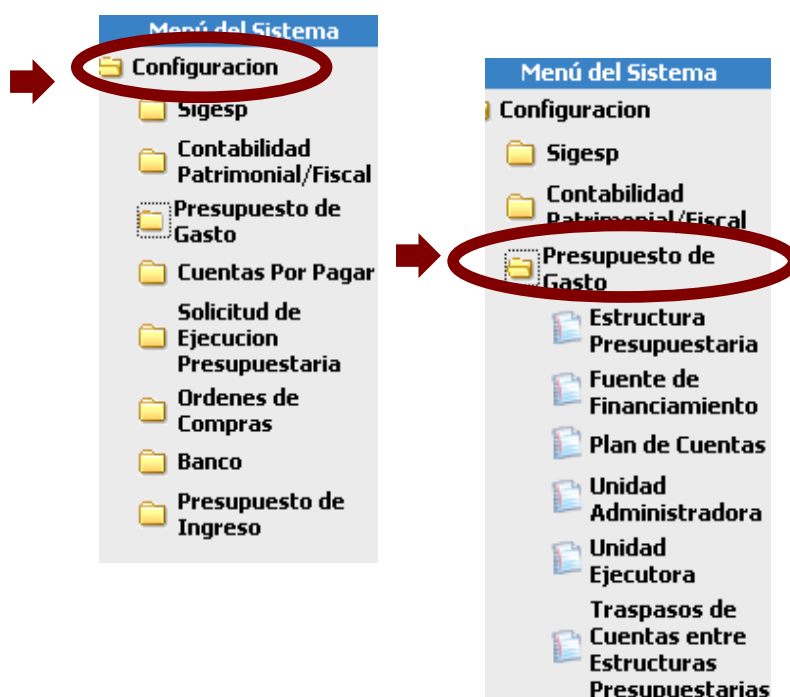 Menú del Sistema
Configuracion
Sigesp
Contabilidad
Patrimonial/Fiscal
Presupuesto de
Gasto
Cuentas Por Pagar
Solicitud de
Ejecucion
Presupuestaria
Ordenes de
Compras
Banco
Presupuesto de
Ingreso
Menú del Sistema
Configuracion
Sigesp
Contabilidad
Patrimonial/Fiscal
Presupuesto de
Gasto
Estructura
Presupuestaria
Fuente de
Financiamiento
Plan de Cuentas
Unidad
Administradora
Unidad
Ejecutora
Traspasos de
Cuentas entre
Estructuras
Presupuestarias